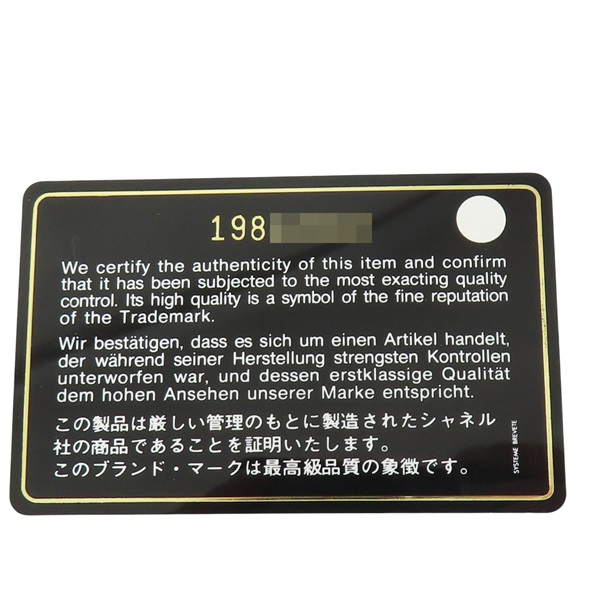 198
We certify the authenticity of this item and confirm
that it has been subjected to the most exacting quality
control. Its high quality is a symbol of the fine reputation
of the Trademark.
Wir bestätigen, dass es sich um einen Artikel handelt,
der während seiner Herstellung strengsten Kontrollen
unterworfen war, und dessen erstklassige Qualität
dem hohen Ansehen unserer Marke entspricht.
この製品は厳しい管理のもとに製造されたシャネル
社の商品であることを証明いたします。
このブランド・マークは最高級品質の象徴です。
SYSTEME BREVETE